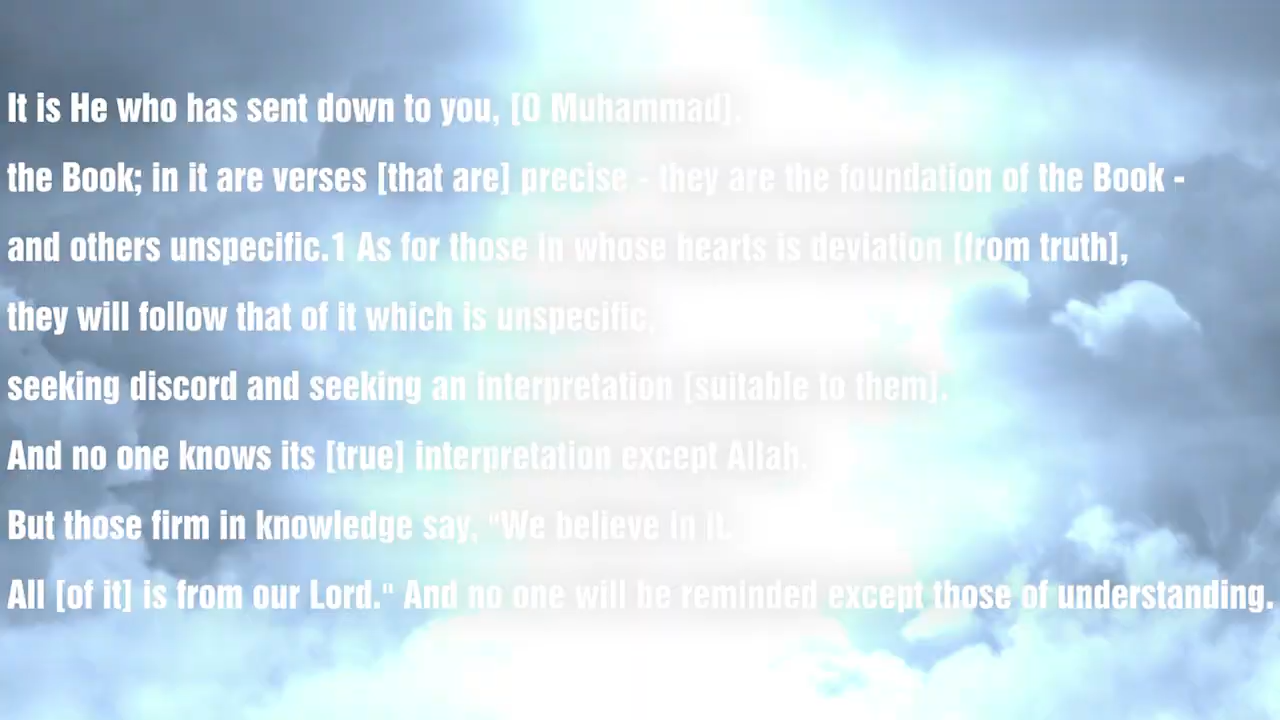 It is He who has sent down to you, [O Muhammad],
the Book; in it are verses [that are] precise - they are the foundation of the Book -
and others unspecific.1 As for those in whose hearts is deviation [from truth],
they will follow that of it which is unspecific,
seeking discord and seeking an interpretation [suitable to them].
And no one knows its [true] interpretation except Allah.
But those firm in knowledge say, "We believe in it.
All [of it] is from our Lord." And no one will be reminded except those of understanding.